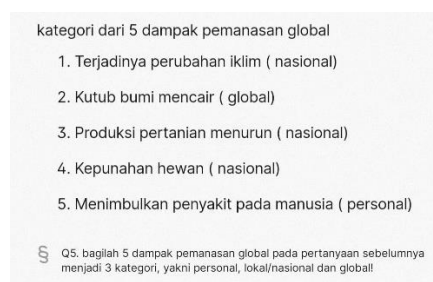 kategori dari 5 dampak pemanasan global
1. Terjadinya perubahan iklim ( nasional)
2. Kutub bumi mencair ( global)
3. Produksi pertanian menurun ( nasional)
4. Kepunahan hewan ( nasional)
5. Menimbulkan penyakit pada manusia ( personal)
§ Q5. bagilah 5 dampak pemanasan global pada pertanyaan sebelumnya
menjadi 3 kategori, yakni personal, lokal/nasional dan global!